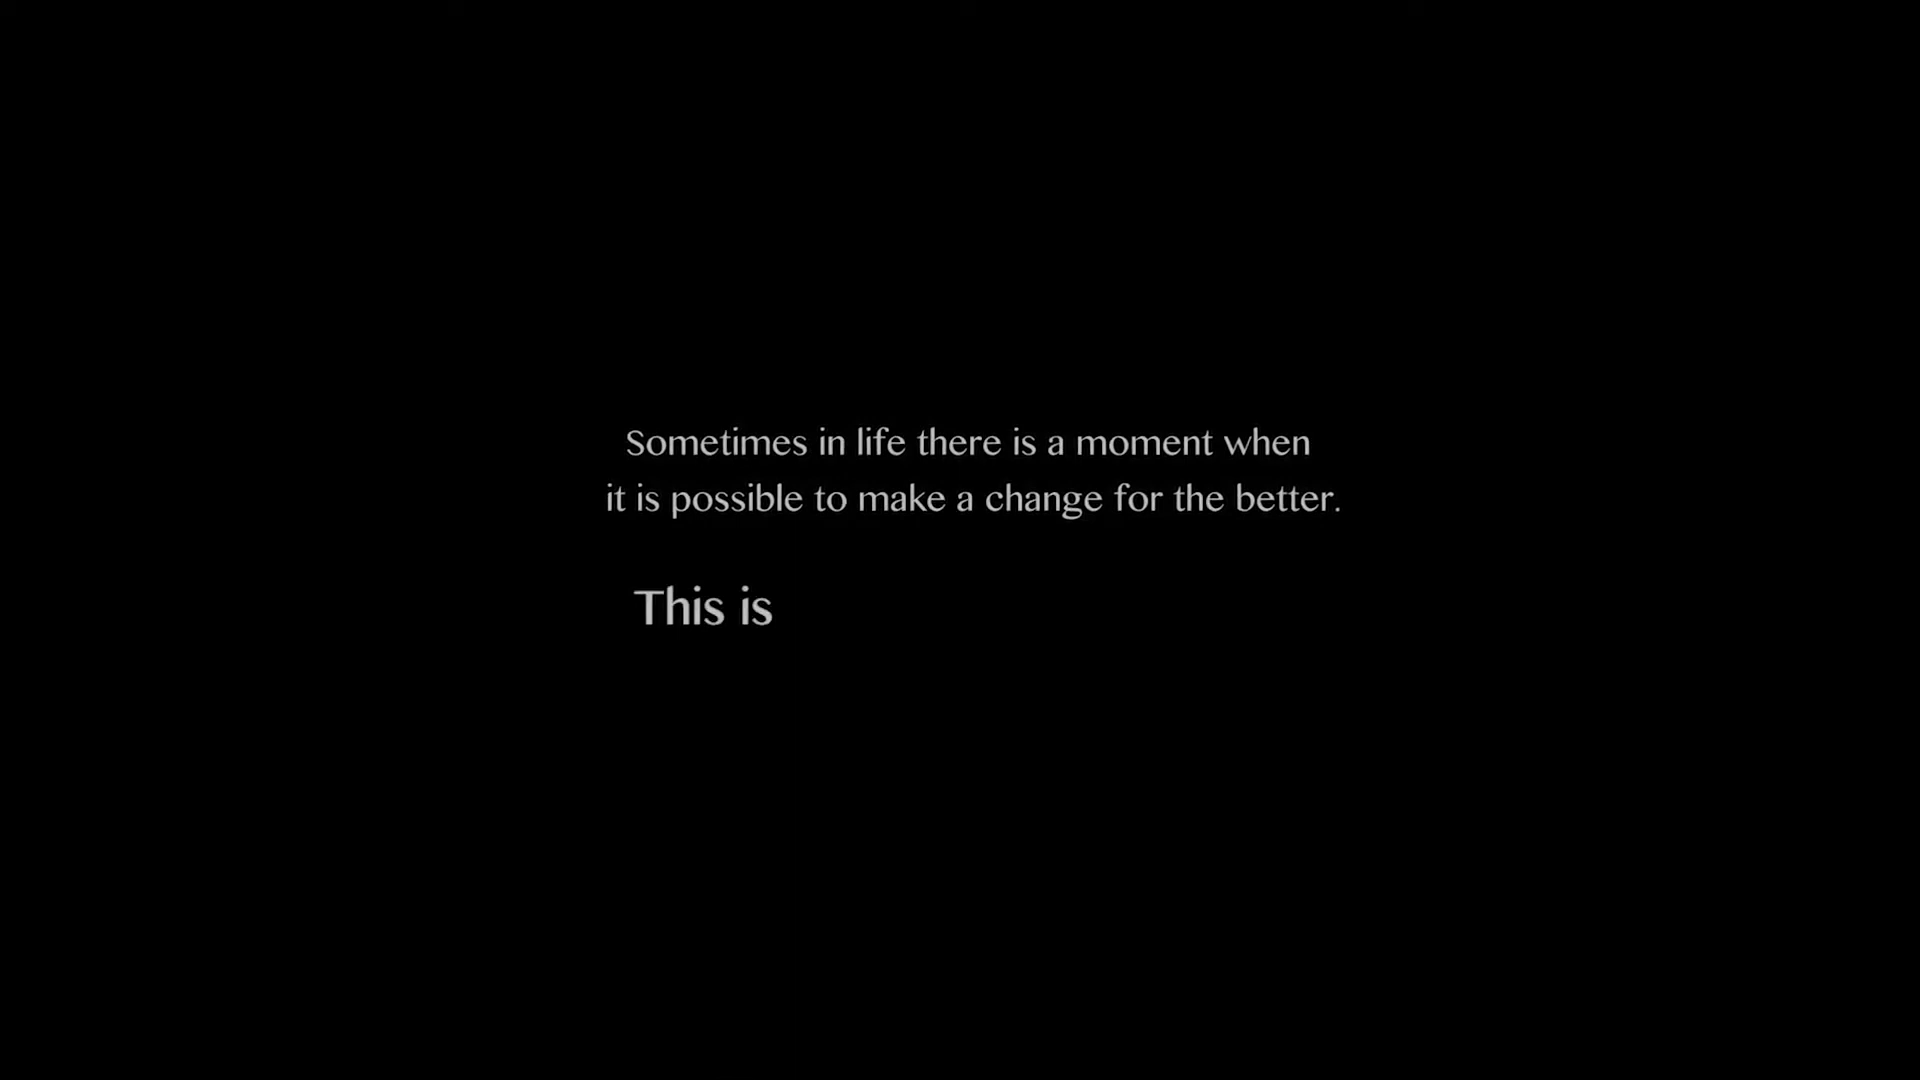 Sometimes in life there is a moment when
it is possible to make a change for the better.
This is